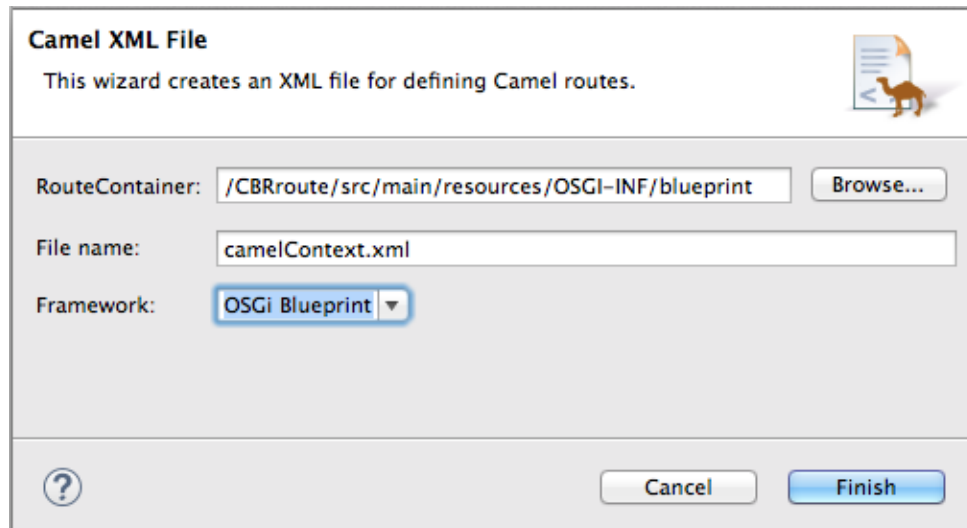 Camel XML File
This wizard creates an XML file for defining Camel routes.
RouteContainer: /CBRroute/src/main/resources/OSGI-INF/blueprint Browse...
File name: camelContext.xml
Framework: OSGi Blueprint
? Cancel Finish